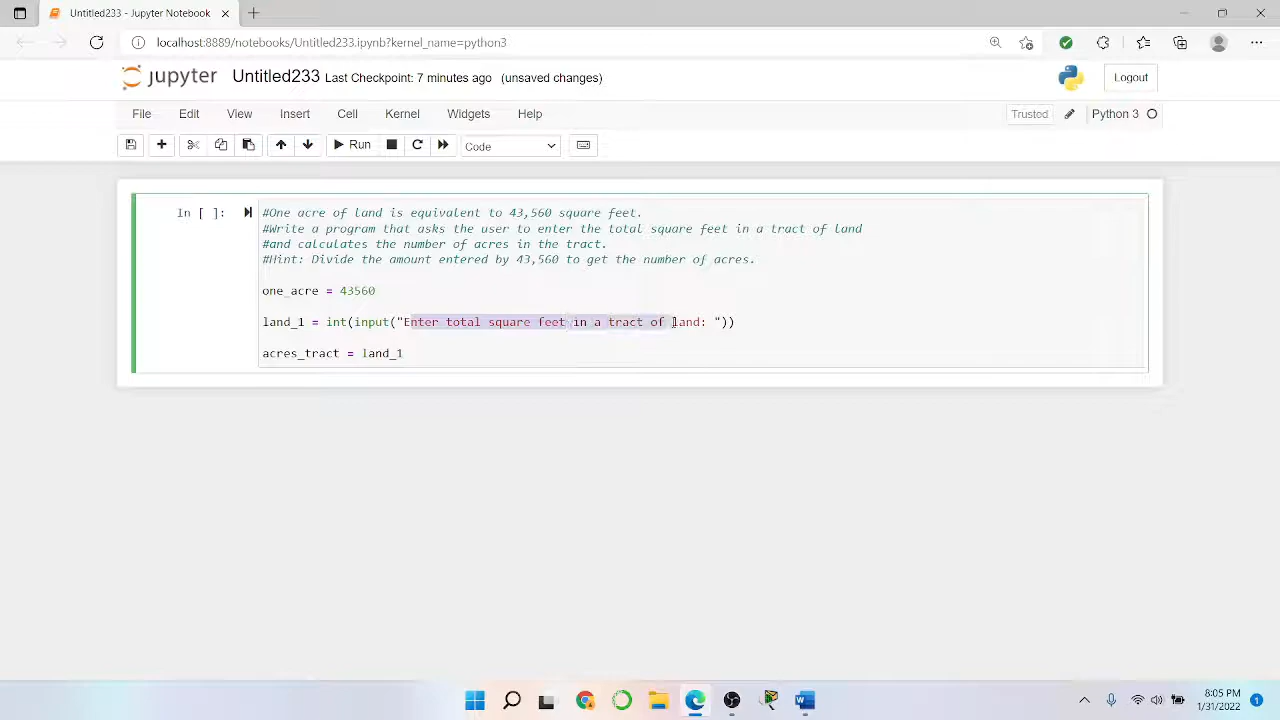 Untitled233 - Jupyter Notebook
localhost:8889/notebooks/Untitled233.ipynb?kernel_name=python3
jupyter Untitled233 Last Checkpoint: 7 minutes ago (unsaved changes)
Logout
File Edit View Insert Cell Kernel Widgets Help
Trusted Python 3
Run Code
In [ ]:
#One acre of land is equivalent to 43,560 square feet.
#Write a program that asks the user to enter the total square feet in a tract of land
#and calculates the number of acres in the tract.
#Hint: Divide the amount entered by 43,560 to get the number of acres.
one_acre = 43560
land_1 = int(input("Enter total square feet in a tract of land: "))
acres_tract = land_1
8:05 PM
1/31/2022
1